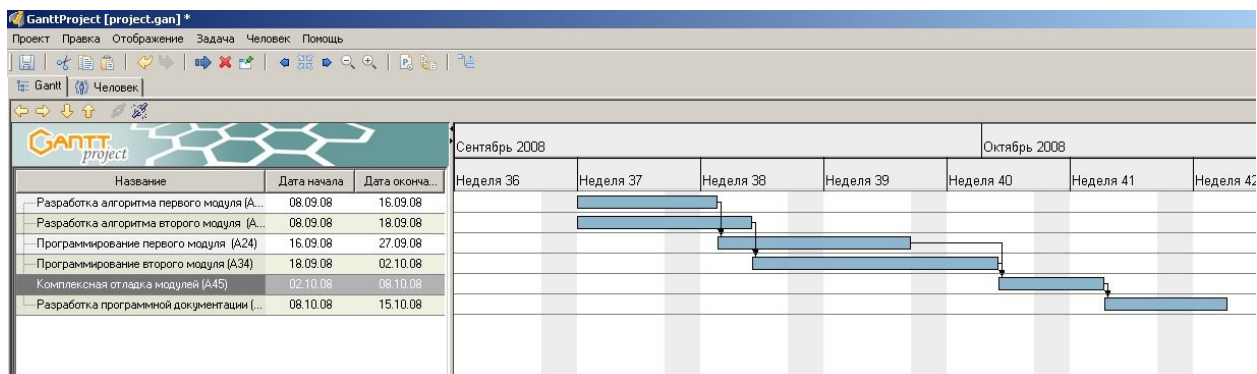 GanttProject [project.gan] *
Проект Правка Отображение Задача Человек Помощь
Gantt Человек
GANTT project
Сентябрь 2008 Октябрь 2008
Название Дата начала Дата оконча... Неделя 36 Неделя 37 Неделя 38 Неделя 39 Неделя 40 Неделя 41 Неделя 42
Разработка алгоритма первого модуля (А... 08.09.08 16.09.08
Разработка алгоритма второго модуля (А... 08.09.08 18.09.08
Программирование первого модуля (А24) 16.09.08 27.09.08
Программирование второго модуля (А34) 18.09.08 02.10.08
Комплексная отладка модулей (А45) 02.10.08 08.10.08
Разработка программной документации (... 08.10.08 15.10.08